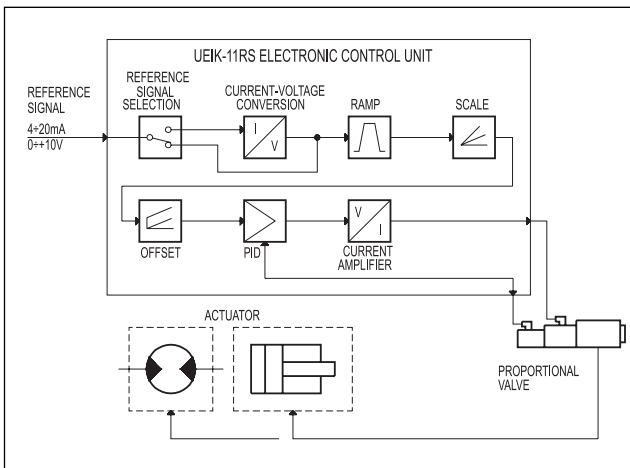 UEIK-11RS ELECTRONIC CONTROL UNIT
REFERENCE
SIGNAL
4÷20mA
0÷+10V
REFERENCE
SIGNAL
SELECTION
CURRENT-VOLTAGE
CONVERSION
RAMP
SCALE
I
V
OFFSET
PID
V
I
CURRENT
AMPLIFIER
ACTUATOR
PROPORTIONAL
VALVE